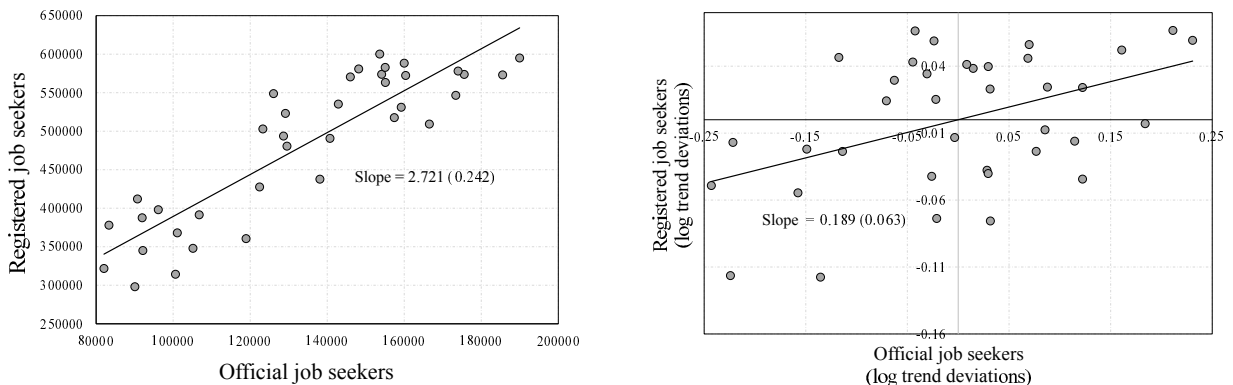 650000
600000
550000
500000
450000
400000
350000
300000
250000
Registered job seekers
Slope = 2.721 (0.242)
80000 100000 120000 140000 160000 180000 200000
Official job seekers
Registered job seekers
(log trend deviations)
0.04
-0.25 -0.15 -0.05 -0.01 0.05 0.15 0.25
-0.06
Slope = 0.189 (0.063)
-0.11
-0.16
Official job seekers
(log trend deviations)